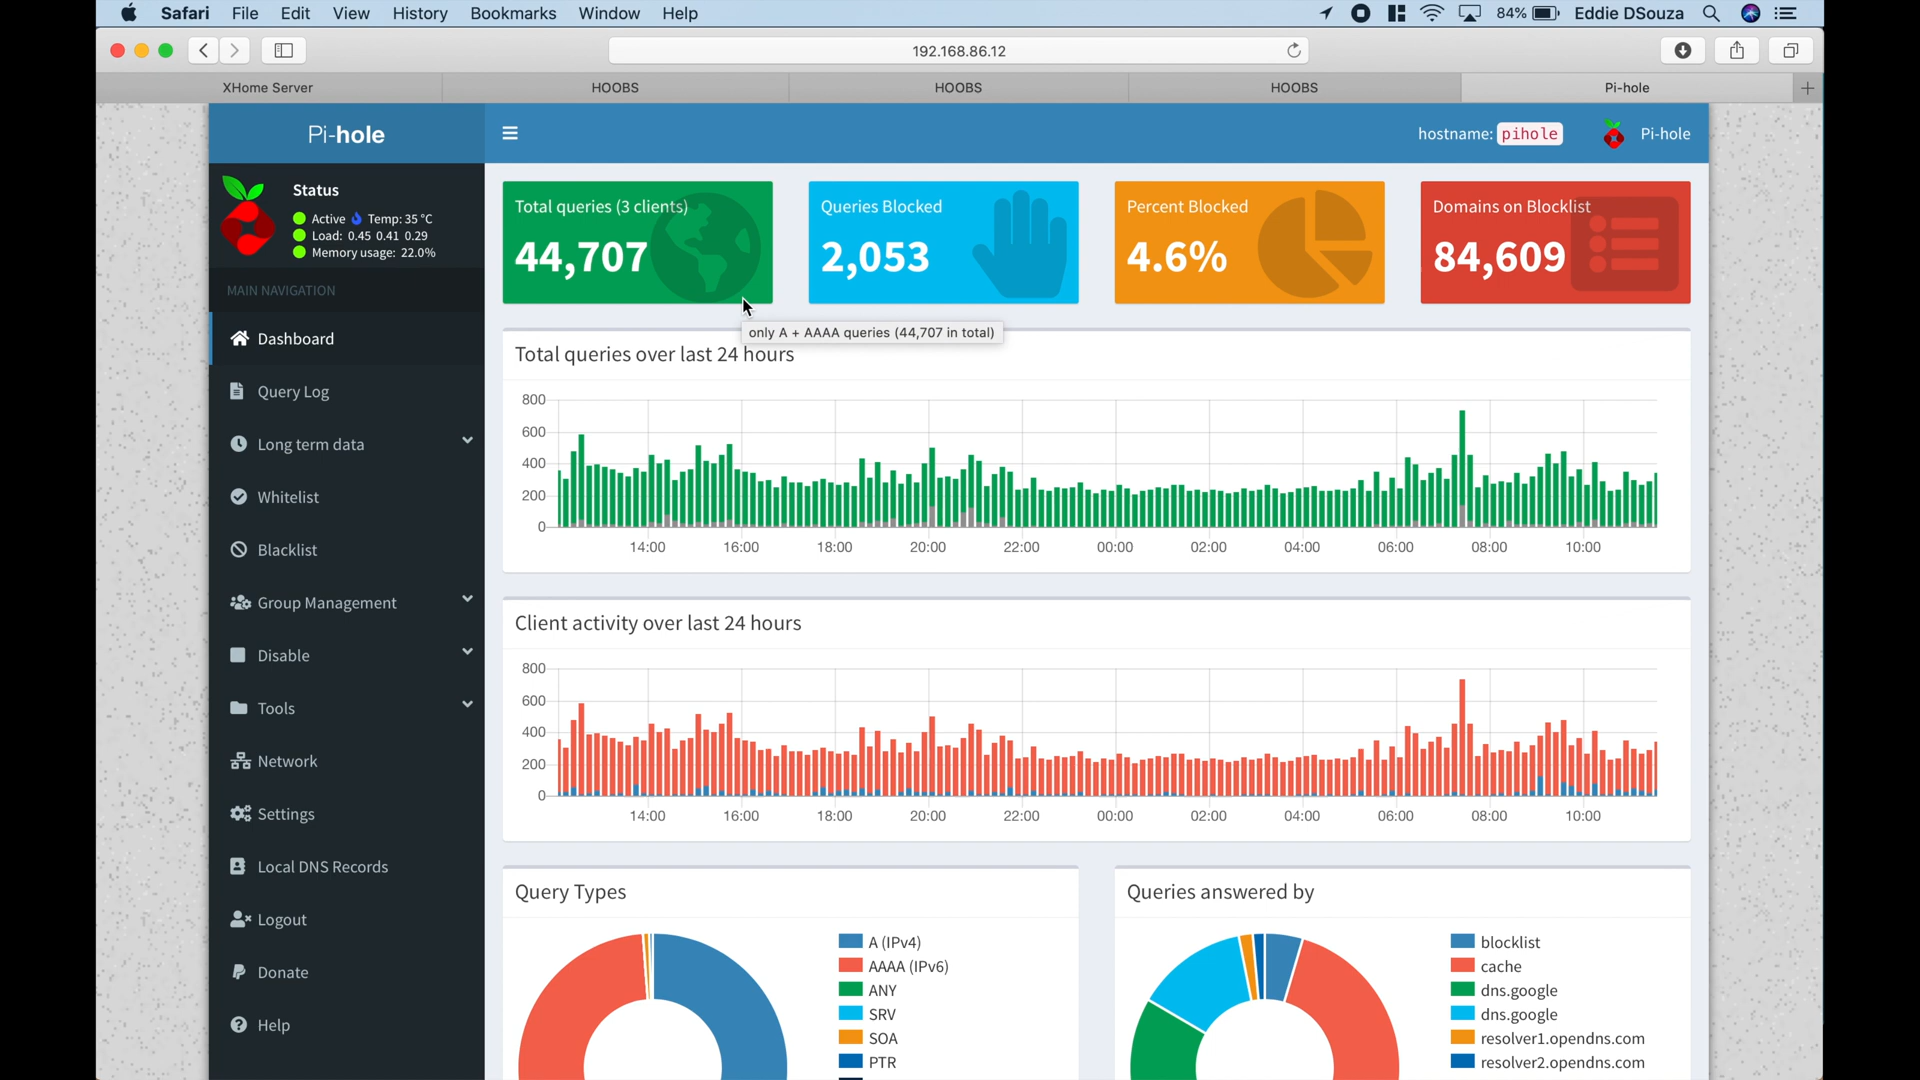 Safari File Edit View History Bookmarks Window Help 84% Eddie DSouza
192.168.86.12
XHome Server HOOBS HOOBS HOOBS Pi-hole
Pi-hole hostname: pihole Pi-hole
Status
Active Temp: 35 °C
Load: 0.45 0.41 0.29
Memory usage: 22.0%
MAIN NAVIGATION
Dashboard
Query Log
Long term data
Whitelist
Blacklist
Group Management
Disable
Tools
Network
Settings
Local DNS Records
Logout
Donate
Help
Total queries (3 clients)
44,707
Queries Blocked
2,053
Percent Blocked
4.6%
Domains on Blocklist
84,609
only A + AAAA queries (44,707 in total)
Total queries over last 24 hours
800
600
400
200
0
14:00 16:00 18:00 20:00 22:00 00:00 02:00 04:00 06:00 08:00 10:00
Client activity over last 24 hours
800
600
400
200
0
14:00 16:00 18:00 20:00 22:00 00:00 02:00 04:00 06:00 08:00 10:00
Query Types
A (IPv4)
AAAA (IPv6)
ANY
SRV
SOA
PTR
Queries answered by
blocklist
cache
dns.google
dns.google
resolver1.opendns.com
resolver2.opendns.com